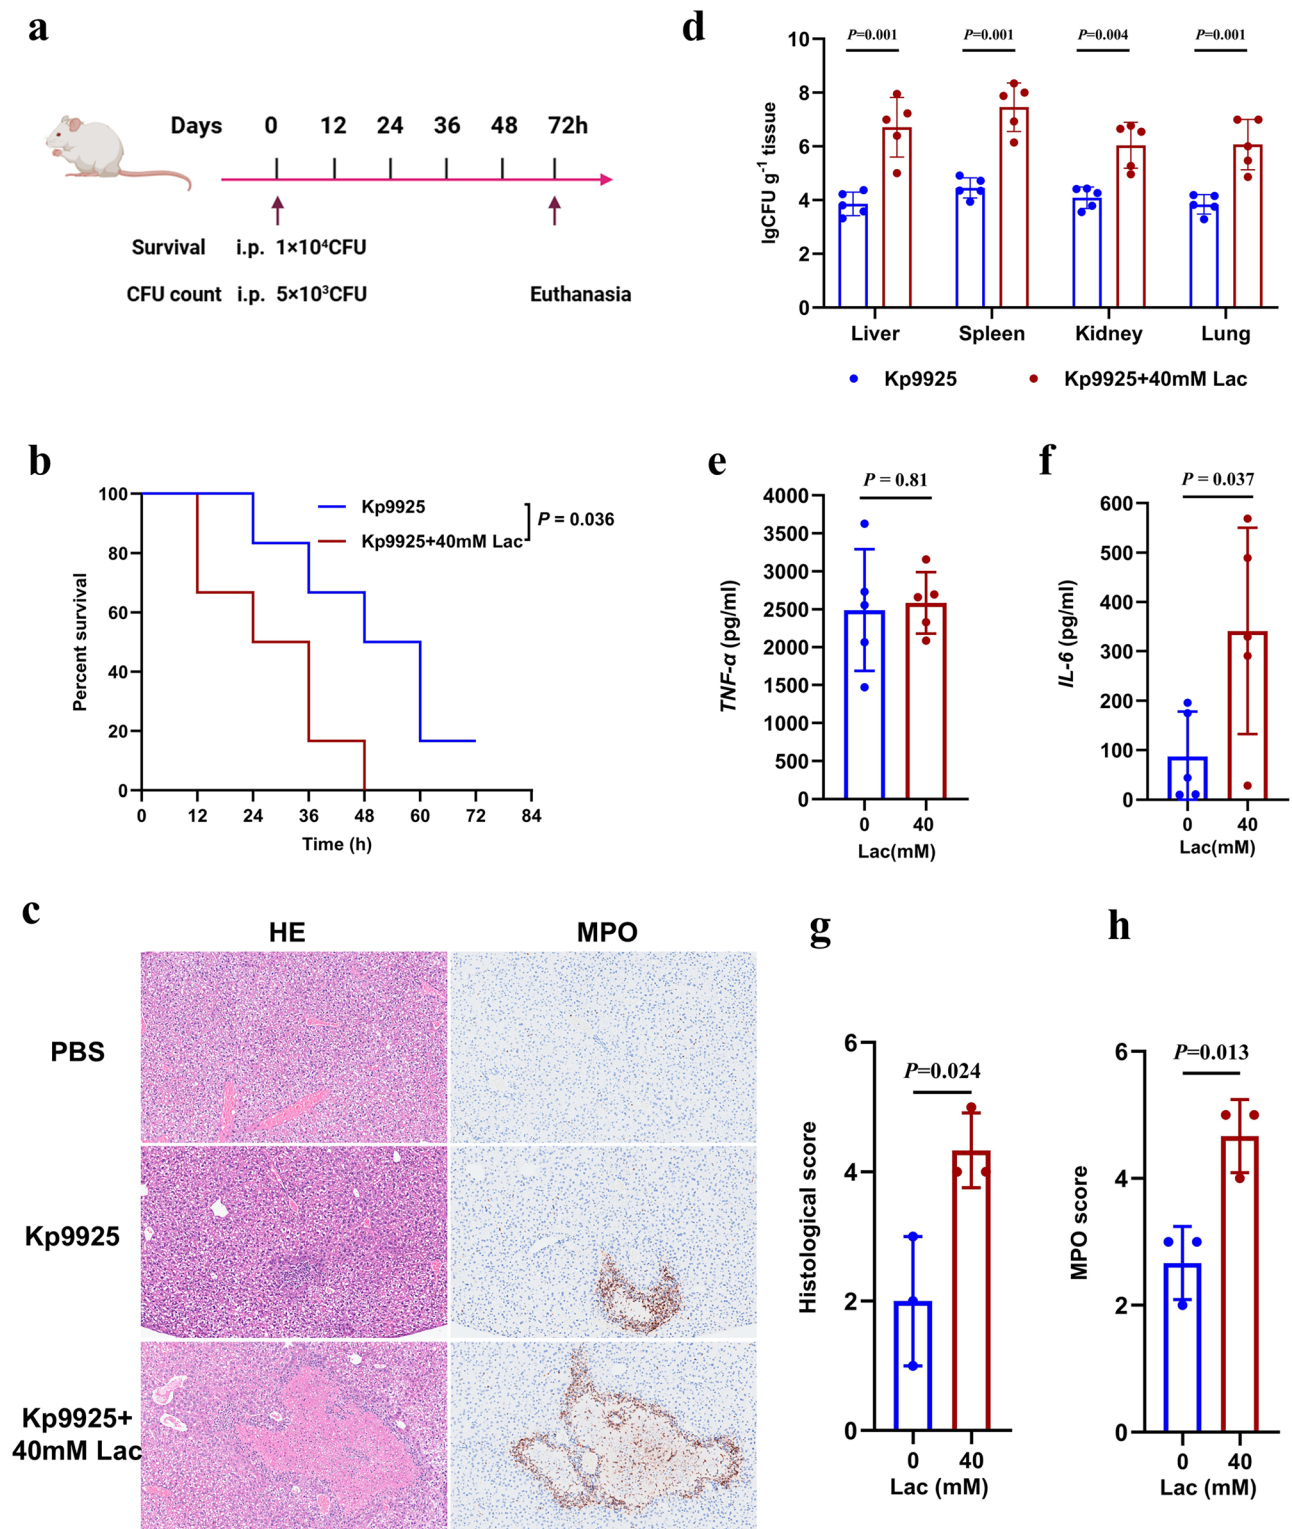 a
Days 0 12 24 36 48 72h
Survival i.p. 1×10⁴CFU
CFU count i.p. 5×10³CFU Euthanasia
d
P=0.001 P=0.001 P=0.004 P=0.001
lgCFU g⁻¹ tissue
10
8
6
4
2
0
Liver Spleen Kidney Lung
Kp9925 Kp9925+40mM Lac
b
Percent survival
100
80
60
40
20
0
Kp9925
Kp9925+40mM Lac
P = 0.036
0 12 24 36 48 60 72 84
Time (h)
e
P = 0.81
TNF-α (pg/ml)
4000
3500
3000
2500
2000
1500
1000
500
0
0 40
Lac(mM)
f
P = 0.037
IL-6 (pg/ml)
600
500
400
300
200
100
0
0 40
Lac(mM)
c
HE MPO
PBS
Kp9925
Kp9925+
40mM Lac
g
P=0.024
Histological score
6
4
2
0
0 40
Lac (mM)
h
P=0.013
MPO score
6
4
2
0
0 40
Lac (mM)